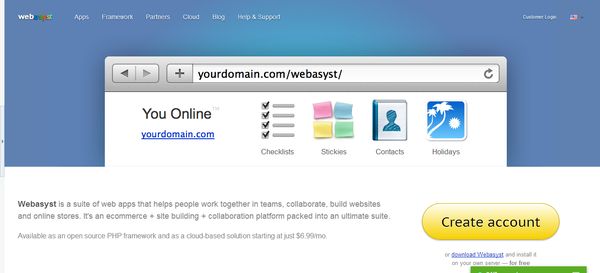 webasyst Apps Framework Partners Cloud Blog Help & Support Customer Login
yourdomain.com/webasyst/
You Online™
yourdomain.com
Checklists Stickies Contacts Holidays
Webasyst is a suite of web apps that helps people work together in teams, collaborate, build websites
and online stores. It's an ecommerce + site building + collaboration platform packed into an ultimate suite.
Available as an open source PHP framework and as a cloud-based solution starting at just $6.99/mo.
Create account
or download Webasyst and install it
on your own server — for free